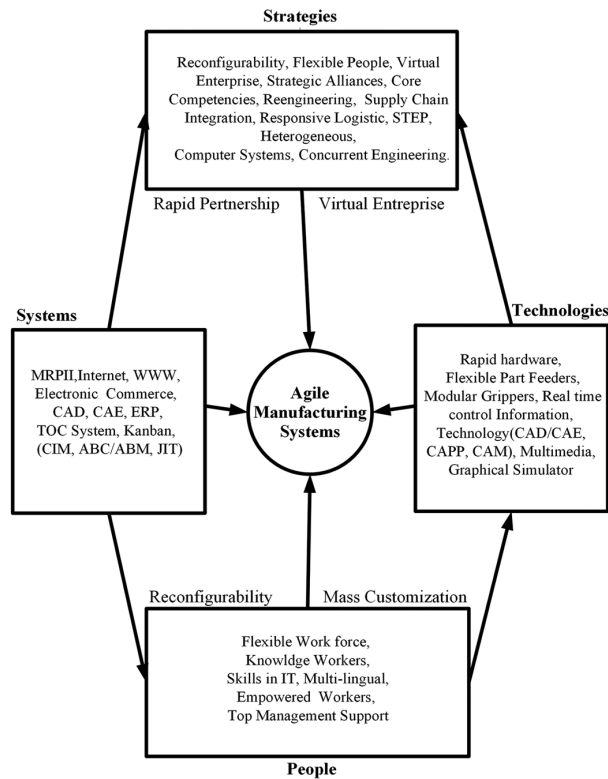 Strategies
Reconfigurability, Flexible People, Virtual
Enterprise, Strategic Alliances, Core
Competencies, Reengineering, Supply Chain
Integration, Responsive Logistic, STEP,
Heterogeneous,
Computer Systems, Concurrent Engineering.
Rapid Pertnership
Virtual Entreprise
Systems
MRPII,Internet, WWW,
Electronic Commerce,
CAD, CAE, ERP,
TOC System, Kanban,
(CIM, ABC/ABM, JIT)
Agile
Manufacturing
Systems
Technologies
Rapid hardware,
Flexible Part Feeders,
Modular Grippers, Real time
control Information,
Technology(CAD/CAE,
CAPP, CAM), Multimedia,
Graphical Simulator
Reconfigurability
Mass Customization
Flexible Work force,
Knowldge Workers,
Skills in IT, Multi-lingual,
Empowered Workers,
Top Management Support
People